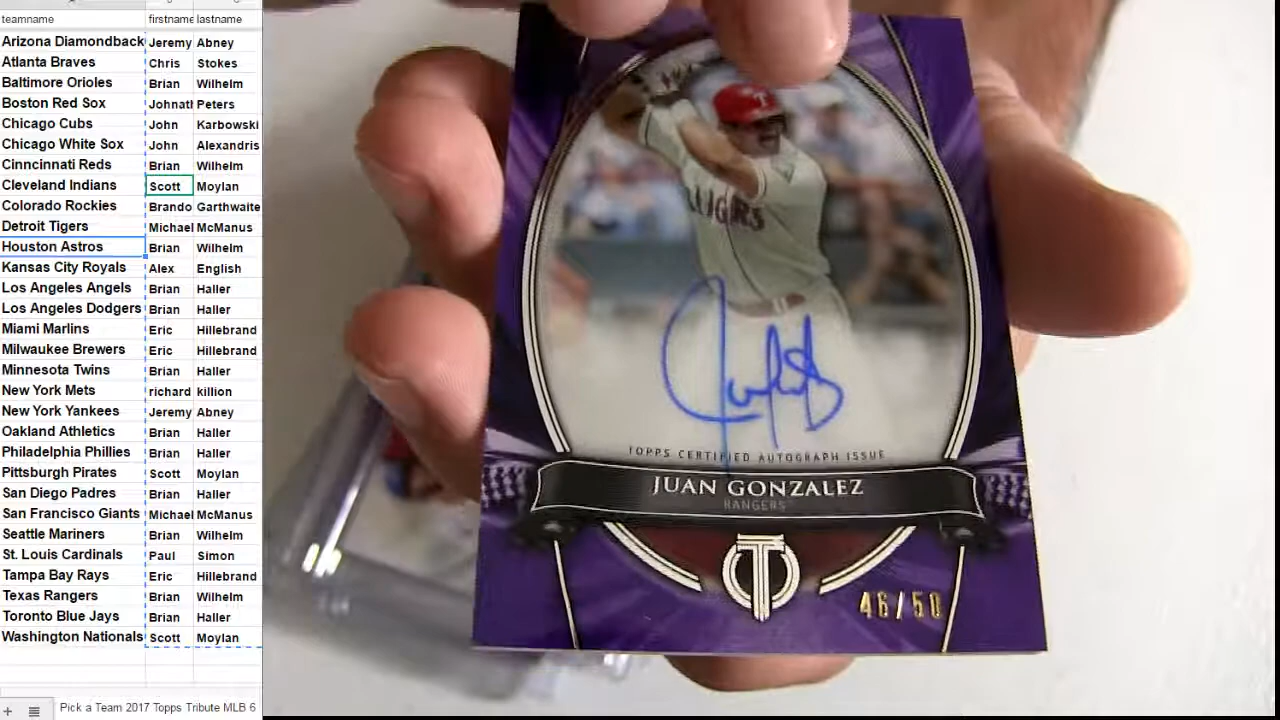 teamname firstname lastname
Arizona Diamondback Jeremy Abney
Atlanta Braves Chris Stokes
Baltimore Orioles Brian Wilhelm
Boston Red Sox Johnath Peters
Chicago Cubs John Karbowski
Chicago White Sox John Alexandris
Cinncinnati Reds Brian Wilhelm
Cleveland Indians Scott Moylan
Colorado Rockies Brando Garthwaite
Detroit Tigers Michael McManus
Houston Astros Brian Wilhelm
Kansas City Royals Alex English
Los Angeles Angels Brian Haller
Los Angeles Dodgers Brian Haller
Miami Marlins Eric Hillebrand
Milwaukee Brewers Eric Hillebrand
Minnesota Twins Brian Haller
New York Mets richard killion
New York Yankees Jeremy Abney
Oakland Athletics Brian Haller
Philadelphia Phillies Brian Haller
Pittsburgh Pirates Scott Moylan
San Diego Padres Brian Haller
San Francisco Giants Michael McManus
Seattle Mariners Brian Wilhelm
St. Louis Cardinals Paul Simon
Tampa Bay Rays Eric Hillebrand
Texas Rangers Brian Wilhelm
Toronto Blue Jays Brian Haller
Washington Nationals Scott Moylan
+ Pick a Team 2017 Topps Tribute MLB 6
T
TOPPS CERTIFIED AUTOGRAPH ISSUE
JUAN GONZALEZ
RANGERS
T
46/50